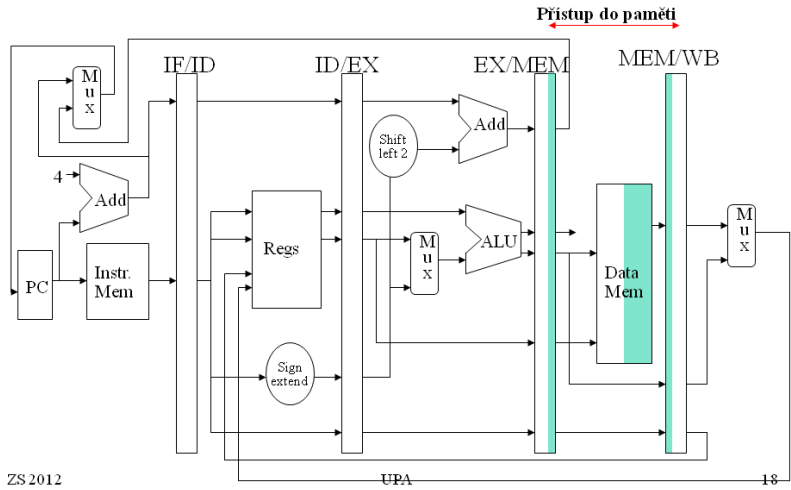 Přístup do paměti
IF/ID
ID/EX
EX/MEM
MEM/WB
M
u
x
Shift
left 2
Add
4
Add
M
u
x
Regs
M
u
x
ALU
PC
Instr.
Mem
Data
Mem
Sign
extend
ZS 2012
UPA
18